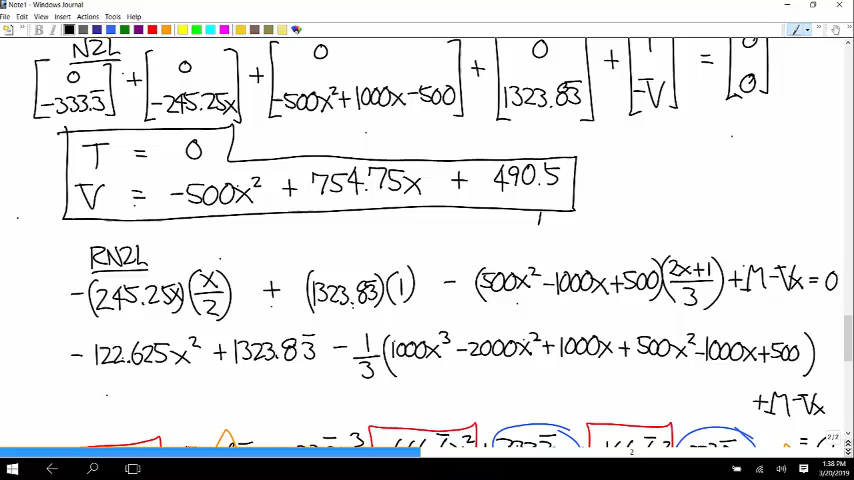 Note1 - Windows Journal
File Edit View Insert Actions Tools Help
N2L
[0 -333.3̅] + [0 -245.25x] + [0 -500x²+1000x-500] + [0 1323.83̅] + [T -V] = [0 0]
T = 0
V = -500x² + 754.75x + 490.5
RN2L
-(245.25x)(x/2) + (1323.83̅)(1) - (500x²-1000x+500)(2x+1/3) + M-Vx=0
-122.625x² + 1323.83̅ - 1/3(1000x³-2000x²+1000x+500x²-1000x+500)
+M-Vx
2
2/2
1:38 PM
3/20/2019